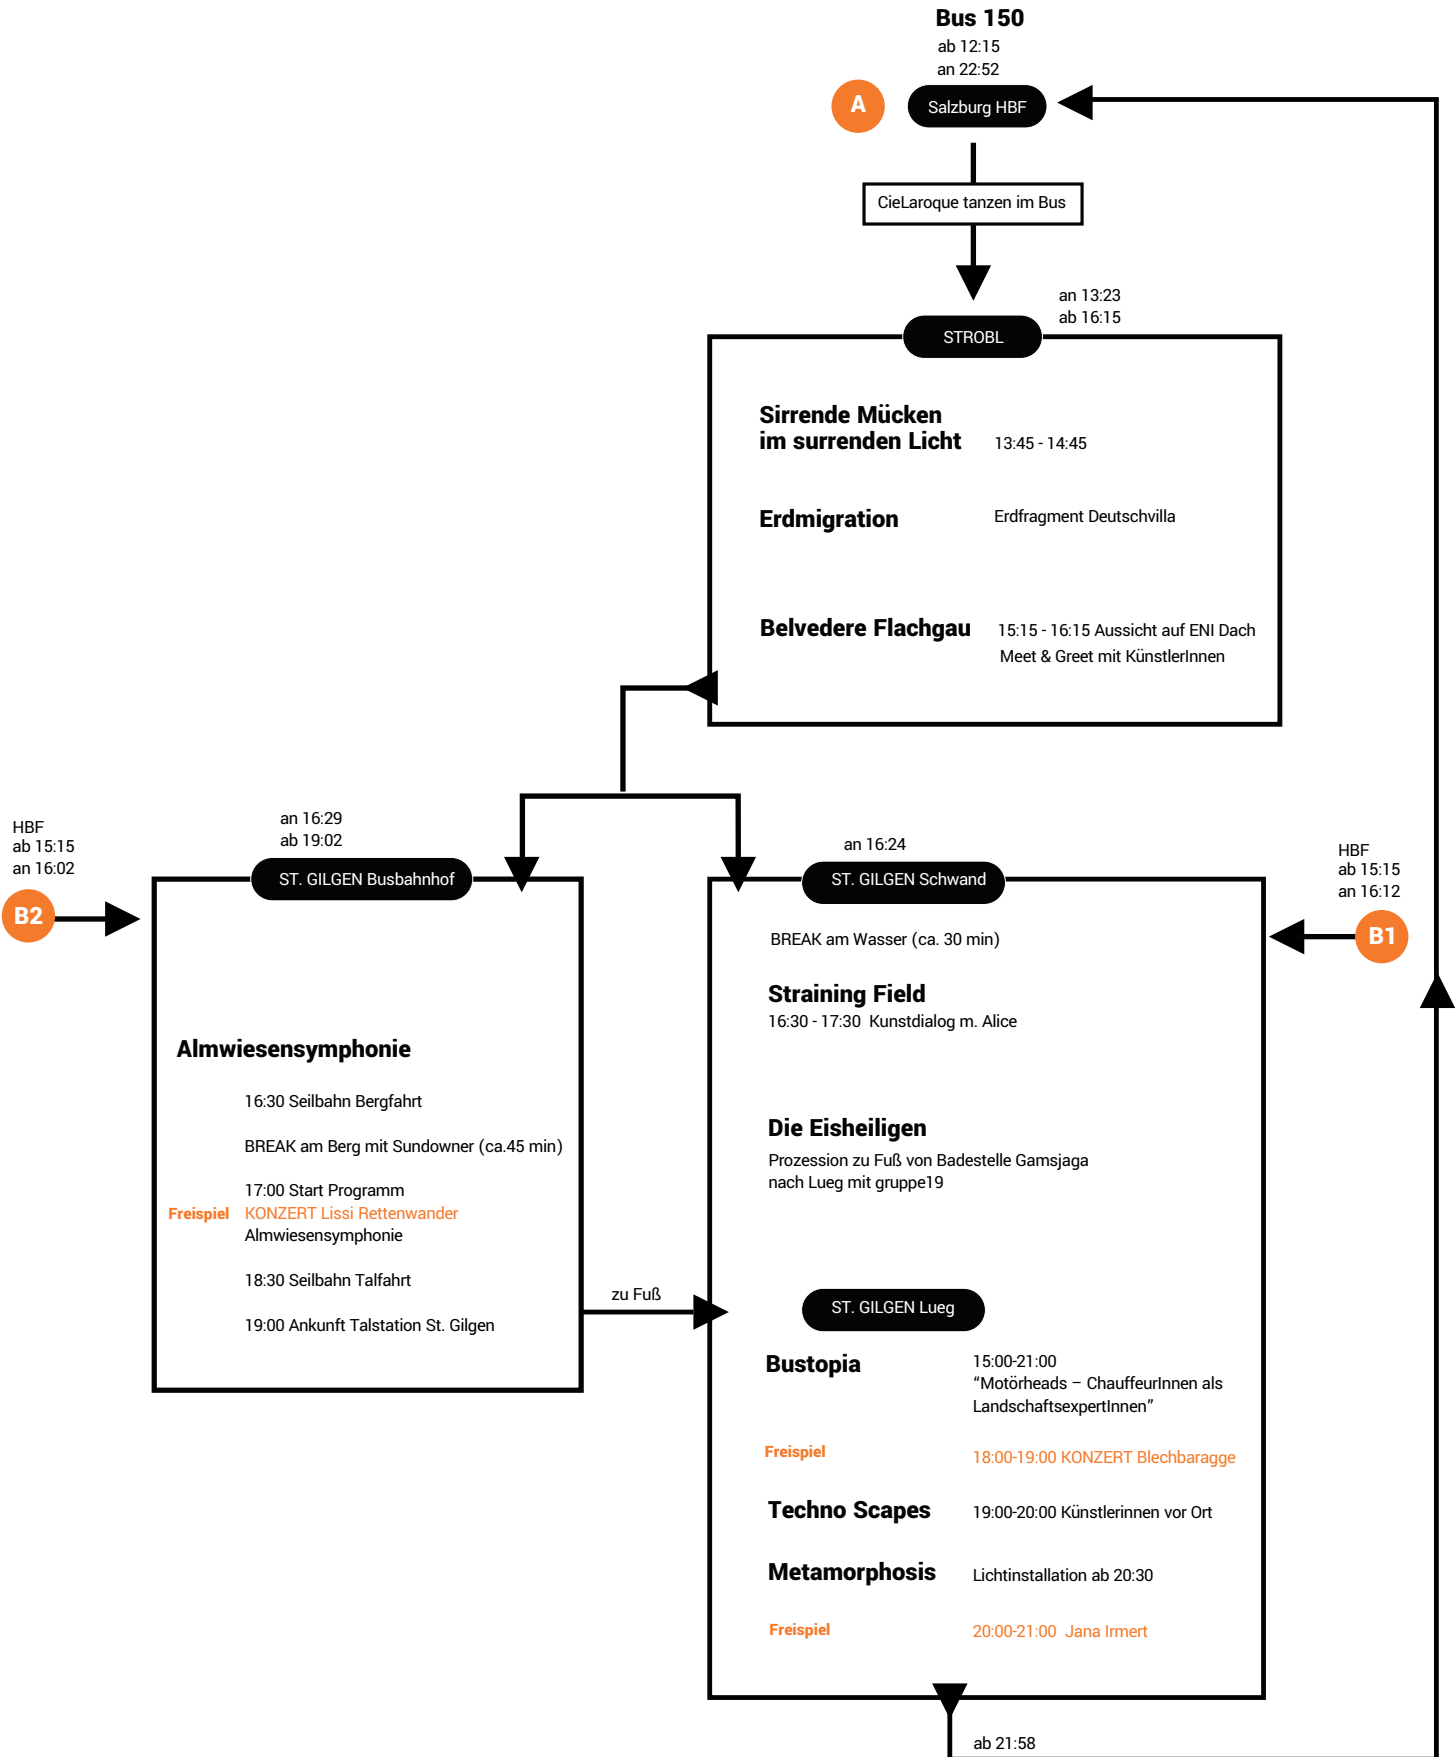 Bus 150
ab 12:15
an 22:52
A
Salzburg HBF
CieLaroque tanzen im Bus
an 13:23
ab 16:15
STROBL
Sirrende Mücken
im surrenden Licht 13:45 - 14:45
Erdmigration Erdfragment Deutschvilla
Belvedere Flachgau 15:15 - 16:15 Aussicht auf ENI Dach
Meet & Greet mit KünstlerInnen
HBF
ab 15:15
an 16:02
B2
an 16:29
ab 19:02
ST. GILGEN Busbahnhof
Almwiesensymphonie
16:30 Seilbahn Bergfahrt
BREAK am Berg mit Sundowner (ca.45 min)
17:00 Start Programm
Freispiel KONZERT Lissi Rettenwander
Almwiesensymphonie
18:30 Seilbahn Talfahrt
19:00 Ankunft Talstation St. Gilgen
zu Fuß
an 16:24
ST. GILGEN Schwand
HBF
ab 15:15
an 16:12
B1
BREAK am Wasser (ca. 30 min)
Straining Field
16:30 - 17:30 Kunstdialog m. Alice
Die Eisheiligen
Prozession zu Fuß von Badestelle Gamsjaga
nach Lueg mit gruppe19
ST. GILGEN Lueg
Bustopia 15:00-21:00
“Motörheads – ChauffeurInnen als
LandschaftsexpertInnen”
Freispiel 18:00-19:00 KONZERT Blechbaragge
Techno Scapes 19:00-20:00 Künstlerinnen vor Ort
Metamorphosis Lichtinstallation ab 20:30
Freispiel 20:00-21:00 Jana Irmert
ab 21:58